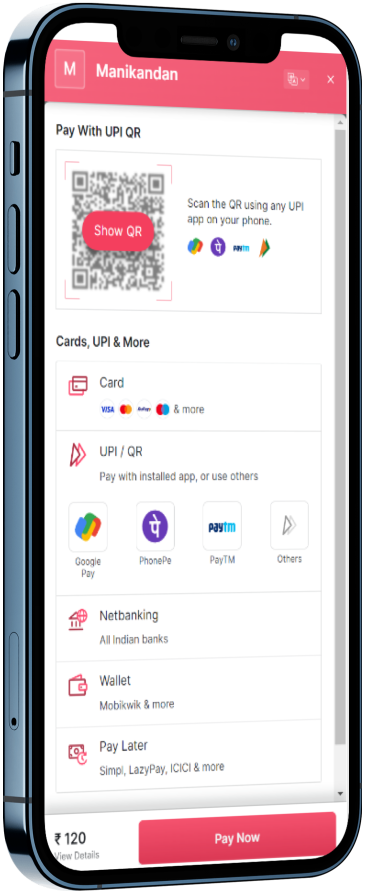 M
Manikandan
Pay With UPI QR
Show QR
Scan the QR using any UPI
app on your phone.
paytm
Cards, UPI & More
Card
VISA RuPay & more
UPI / QR
Pay with installed app, or use others
पे
paytm
Google
Pay
PhonePe
PayTM
Others
Netbanking
All Indian banks
Wallet
Mobikwik & more
Pay Later
Simpl, LazyPay, ICICI & more
₹ 120
View Details
Pay Now